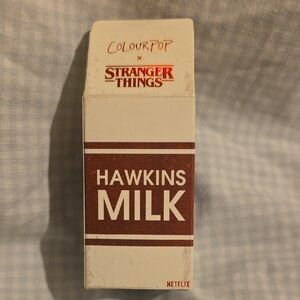 COLOURPOP
×
STRANGER
THINGS
HAWKINS
MILK
NETFLIX